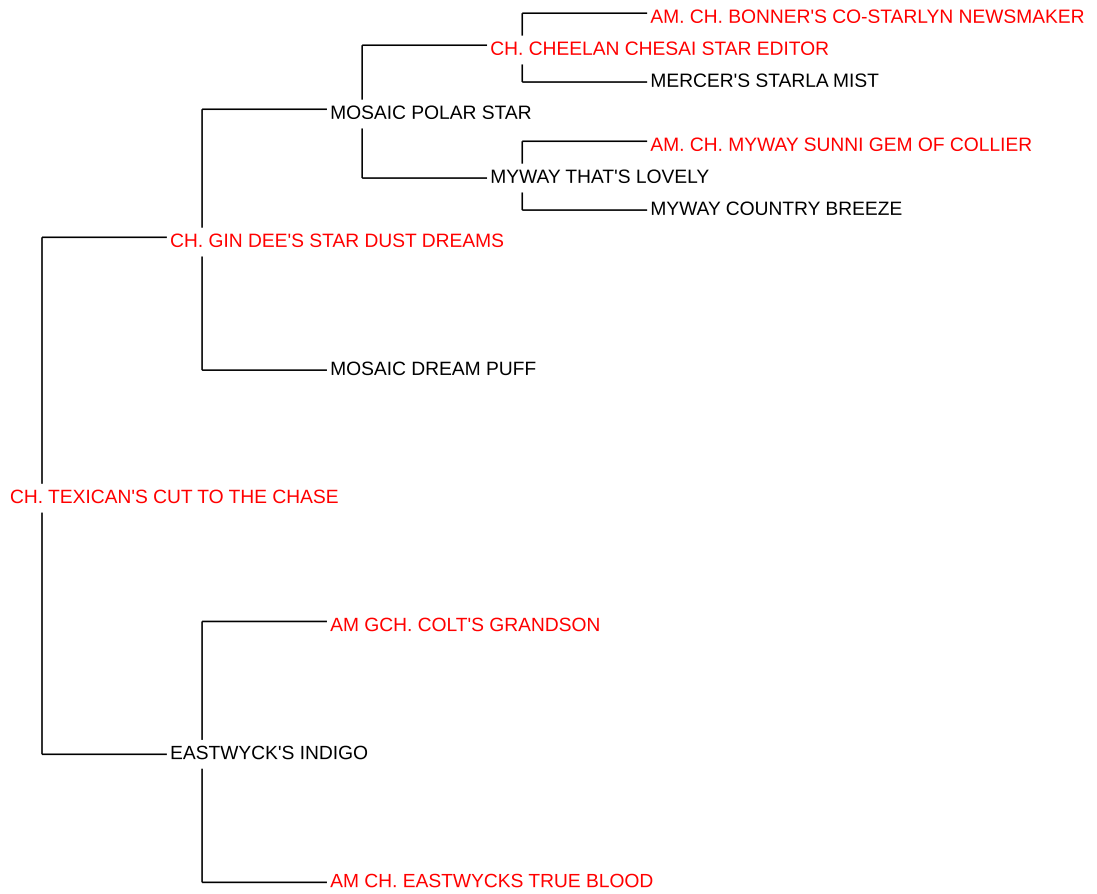 AM. CH. BONNER'S CO-STARLYN NEWSMAKER
CH. CHEELAN CHESAI STAR EDITOR
MERCER'S STARLA MIST
MOSAIC POLAR STAR
AM. CH. MYWAY SUNNI GEM OF COLLIER
MYWAY THAT'S LOVELY
MYWAY COUNTRY BREEZE
CH. GIN DEE'S STAR DUST DREAMS
MOSAIC DREAM PUFF
CH. TEXICAN'S CUT TO THE CHASE
AM GCH. COLT'S GRANDSON
EASTWYCK'S INDIGO
AM CH. EASTWYCKS TRUE BLOOD